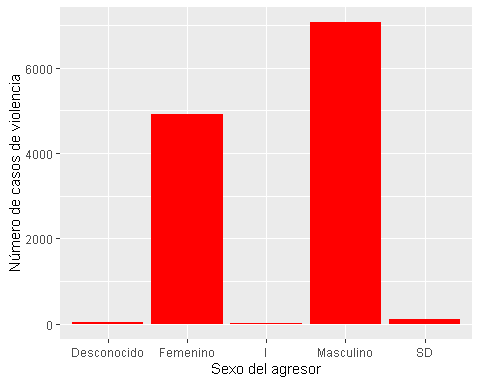 Número de casos de violencia
6000
4000
2000
0
Desconocido Femenino I Masculino SD
Sexo del agresor